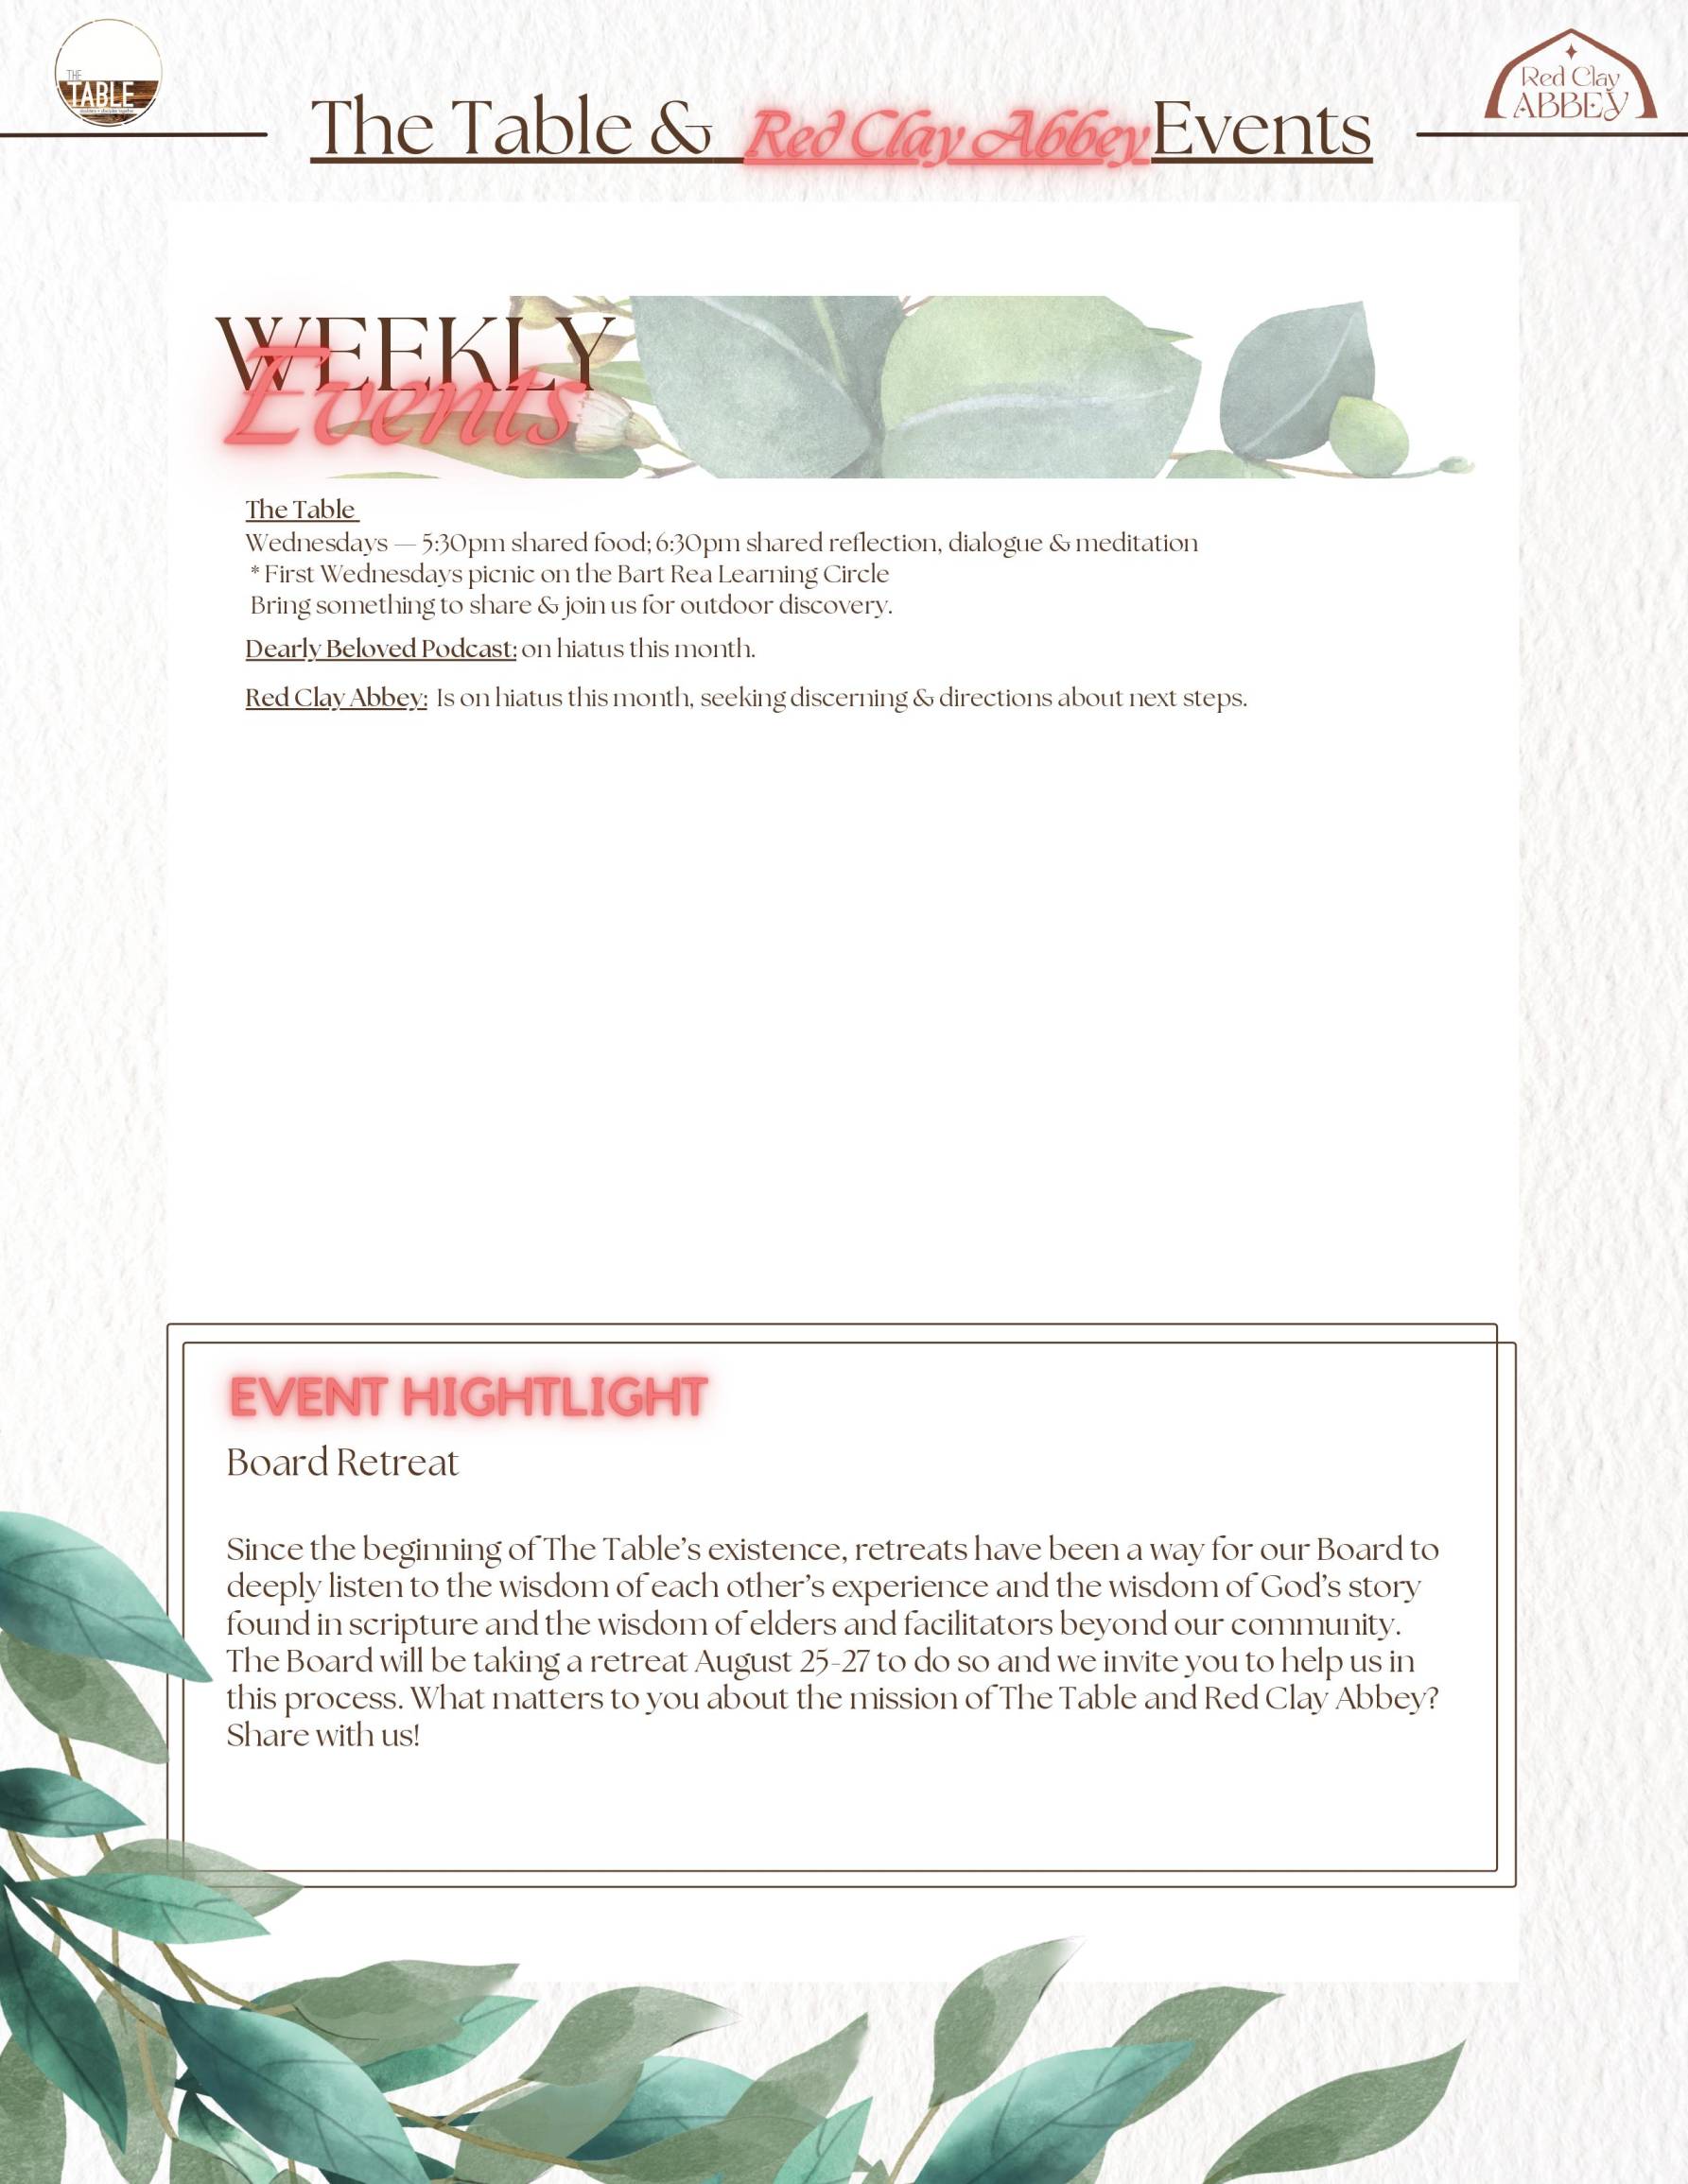 THE
TABLE
Red Clay
ABBEY
The Table & Red Clay Abbey Events
WEEKLY
Events
The Table
Wednesdays — 5:30pm shared food; 6:30pm shared reflection, dialogue & meditation
* First Wednesdays picnic on the Bart Rea Learning Circle
Bring something to share & join us for outdoor discovery.
Dearly Beloved Podcast: on hiatus this month.
Red Clay Abbey: Is on hiatus this month, seeking discerning & directions about next steps.
EVENT HIGHTLIGHT
Board Retreat
Since the beginning of The Table’s existence, retreats have been a way for our Board to
deeply listen to the wisdom of each other’s experience and the wisdom of God’s story
found in scripture and the wisdom of elders and facilitators beyond our community.
The Board will be taking a retreat August 25-27 to do so and we invite you to help us in
this process. What matters to you about the mission of The Table and Red Clay Abbey?
Share with us!